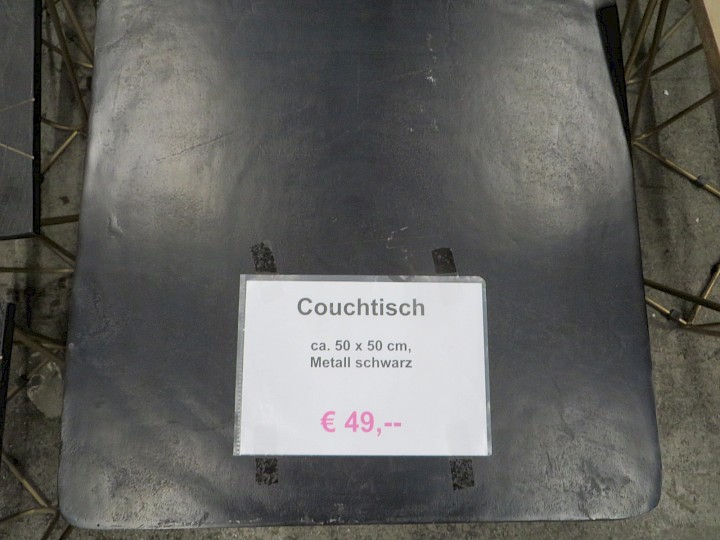 Couchtisch
ca. 50 x 50 cm,
Metall schwarz
€ 49,--